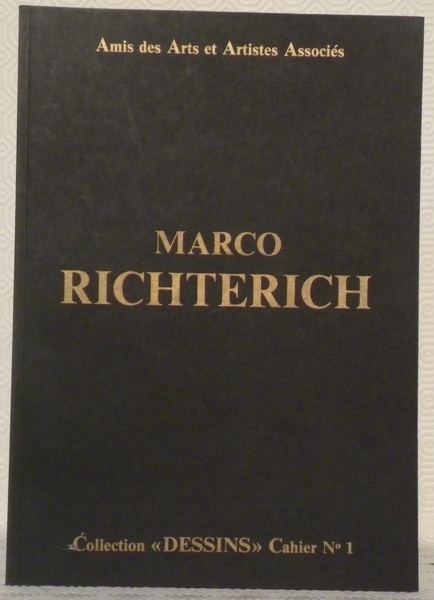 Amis des Arts et Artistes Associés
MARCO
RICHTERICH
Collection «DESSINS» Cahier Nº 1